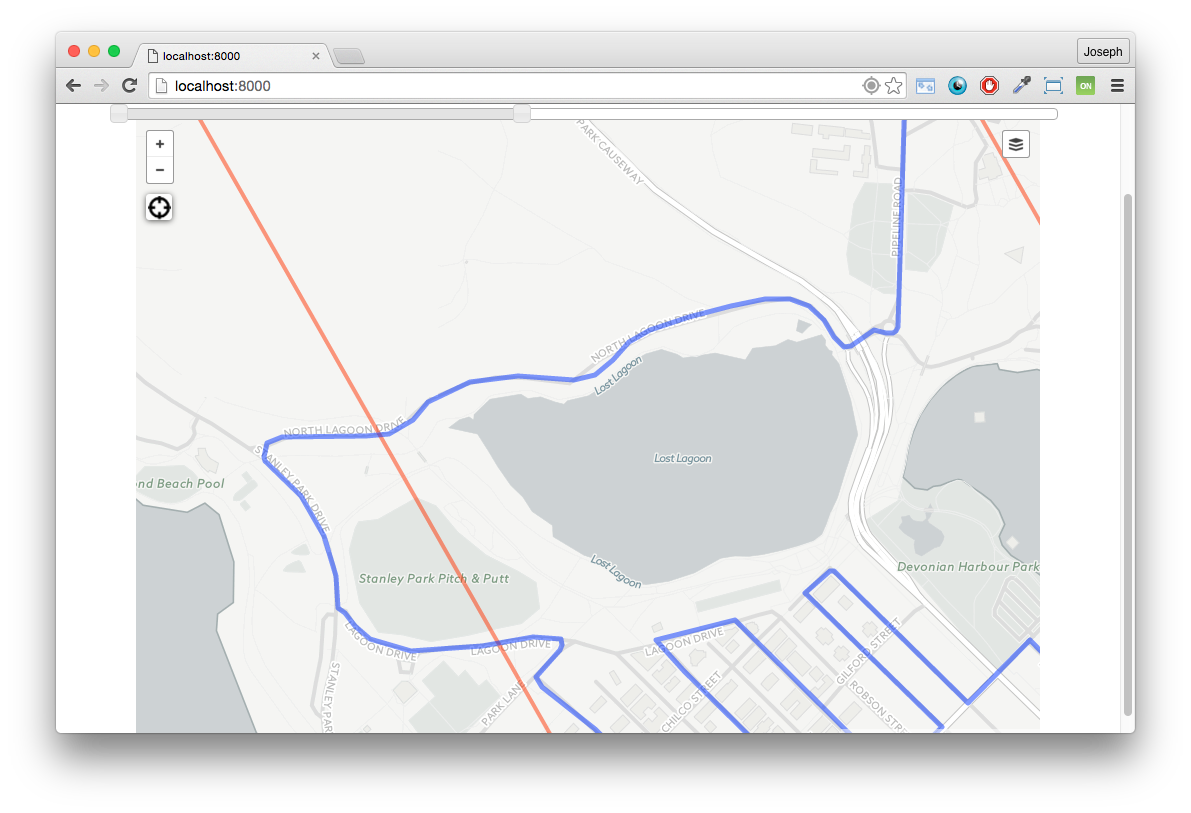 Joseph
localhost:8000
localhost:8000
ON
+
−
PARK CAUSEWAY
PIPELINE ROAD
NORTH LAGOON DRIVE
Lost Lagoon
NORTH LAGOON DRIVE
STANLEY PARK DRIVE
Lost Lagoon
ond Beach Pool
Lost Lagoon
Stanley Park Pitch & Putt
Devonian Harbour Park
LAGOON DRIVE
LAGOON DRIVE
LAGOON DRIVE
GILFORD STREET
STANLEY PAR
PARK LANE
CHILCO STREET
ROBSON STRE